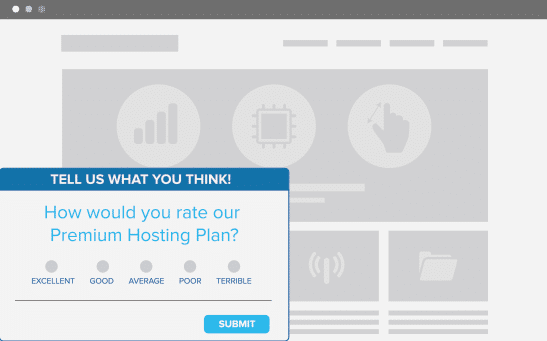 TELL US WHAT YOU THINK!
How would you rate our
Premium Hosting Plan?
EXCELLENT GOOD AVERAGE POOR TERRIBLE
SUBMIT